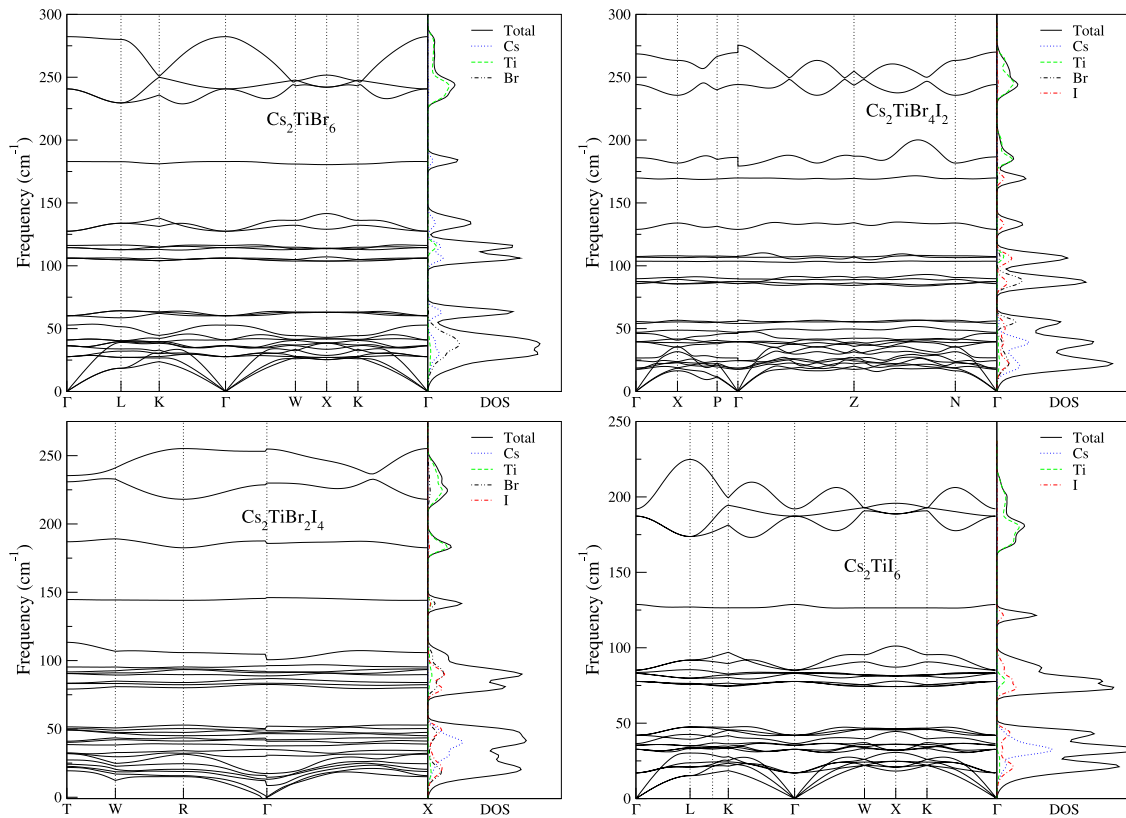 300
250
200
150
100
50
0
Frequency (cm⁻¹)
Cs₂TiBr₆
Total
Cs
Ti
Br
Γ L K Γ W X K Γ DOS
300
250
200
150
100
50
0
Frequency (cm⁻¹)
Cs₂TiBr₄I₂
Total
Cs
Ti
Br
I
Γ X P Γ Z N Γ DOS
250
200
150
100
50
0
Frequency (cm⁻¹)
Cs₂TiBr₂I₄
Total
Cs
Ti
Br
I
T W R Γ X DOS
250
200
150
100
50
0
Frequency (cm⁻¹)
Cs₂TiI₆
Total
Cs
Ti
I
Γ L K Γ W X K Γ DOS